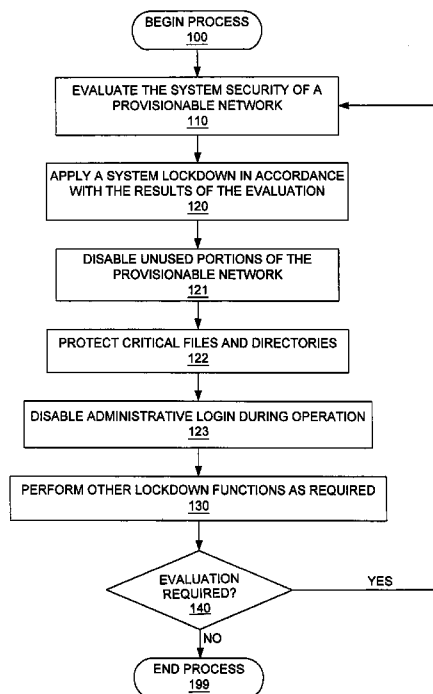 BEGIN PROCESS
100
EVALUATE THE SYSTEM SECURITY OF A
PROVISIONABLE NETWORK
110
APPLY A SYSTEM LOCKDOWN IN ACCORDANCE
WITH THE RESULTS OF THE EVALUATION
120
DISABLE UNUSED PORTIONS OF THE
PROVISIONABLE NETWORK
121
PROTECT CRITICAL FILES AND DIRECTORIES
122
DISABLE ADMINISTRATIVE LOGIN DURING OPERATION
123
PERFORM OTHER LOCKDOWN FUNCTIONS AS REQUIRED
130
EVALUATION
REQUIRED?
140
YES
NO
END PROCESS
199